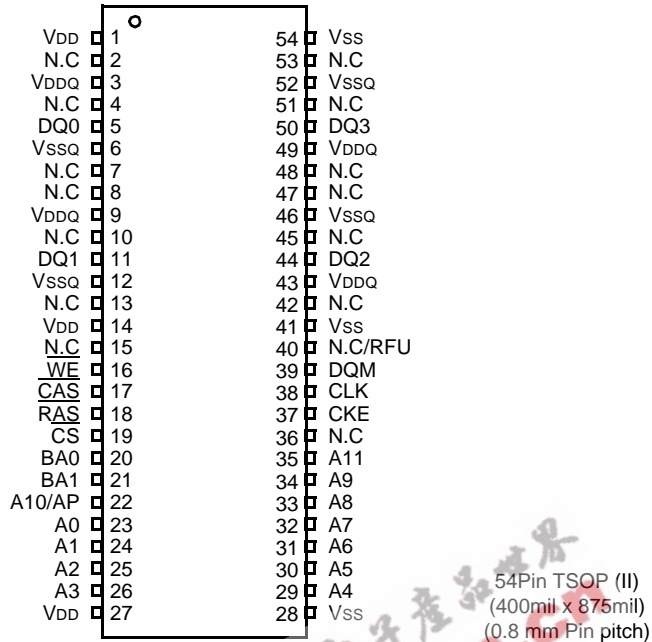 VDD 1 54 VSS
N.C 2 53 N.C
VDDQ 3 52 VSSQ
N.C 4 51 N.C
DQ0 5 50 DQ3
VSSQ 6 49 VDDQ
N.C 7 48 N.C
N.C 8 47 N.C
VDDQ 9 46 VSSQ
N.C 10 45 N.C
DQ1 11 44 DQ2
VSSQ 12 43 VDDQ
N.C 13 42 N.C
VDD 14 41 VSS
N.C 15 40 N.C/RFU
WE 16 39 DQM
CAS 17 38 CLK
RAS 18 37 CKE
CS 19 36 N.C
BA0 20 35 A11
BA1 21 34 A9
A10/AP 22 33 A8
A0 23 32 A7
A1 24 31 A6
A2 25 30 A5
A3 26 29 A4
VDD 27 28 VSS
54Pin TSOP (II)
(400mil x 875mil)
(0.8 mm Pin pitch)